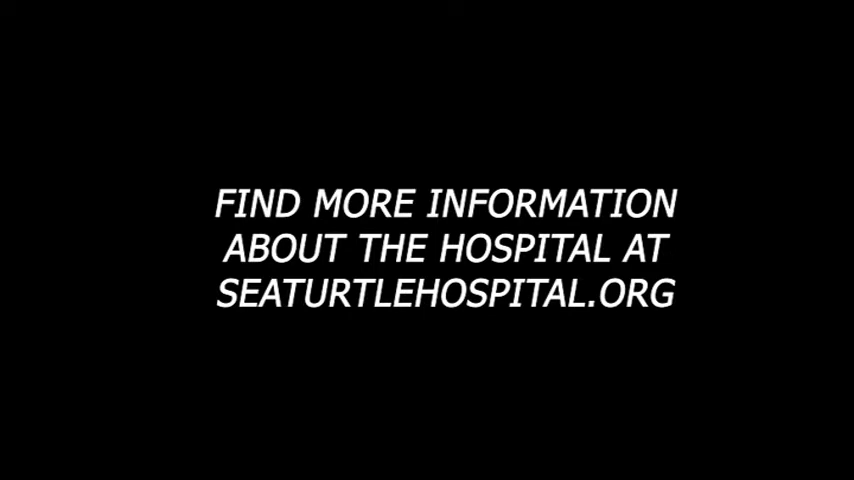 FIND MORE INFORMATION
ABOUT THE HOSPITAL AT
SEATURTLEHOSPITAL.ORG